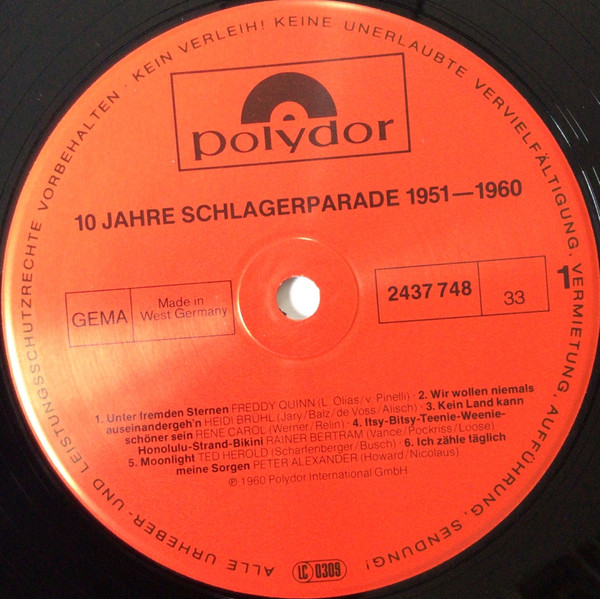 ALLE URHEBER- UND LEISTUNGSSCHUTZRECHTE VORBEHALTEN · KEIN VERLEIH! KEINE UNERLAUBTE VERVIELFÄLTIGUNG, VERMIETUNG, AUFFÜHRUNG, SENDUNG!
polydor
10 JAHRE SCHLAGERPARADE 1951—1960
GEMA
Made in
West Germany
2437 748
33
1
1. Unter fremden Sternen FREDDY QUINN (L. Olias/v. Pinelli) · 2. Wir wollen niemals
auseinandergeh'n HEIDI BRÜHL (Jary/Balz/de Voss/Alisch) · 3. Kein Land kann
schöner sein RENE CAROL (Werner/Relin) · 4. Itsy-Bitsy-Teenie-Weenie-
Honolulu-Strand-Bikini RAINER BERTRAM (Vance/Pockriss/Loose)
5. Moonlight TED HEROLD (Scharfenberger/Busch) · 6. Ich zähle täglich
meine Sorgen PETER ALEXANDER (Howard/Nicolaus)
℗ 1960 Polydor International GmbH
LC 0309